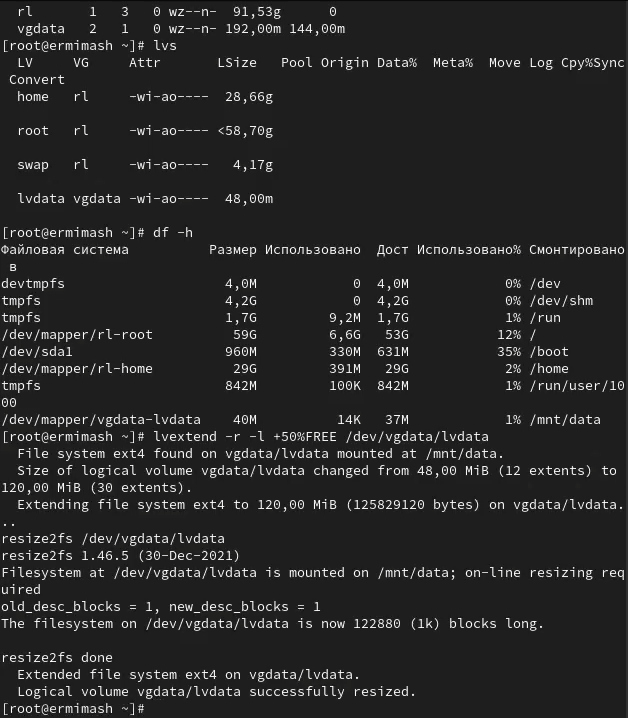 rl       1   3   0 wz--n-  91,53g      0
vgdata   2   1   0 wz--n- 192,00m 144,00m
[root@ermimash ~]# lvs
LV     VG     Attr       LSize   Pool Origin Data%  Meta%  Move Log Cpy%Sync
Convert
home   rl     -wi-ao----  28,66g
root   rl     -wi-ao---- <58,70g
swap   rl     -wi-ao----   4,17g
lvdata vgdata -wi-ao----  48,00m
[root@ermimash ~]# df -h
Файловая система          Размер Использовано  Дост Использовано% Смонтировано
в
devtmpfs                    4,0M            0  4,0M            0% /dev
tmpfs                       4,2G            0  4,2G            0% /dev/shm
tmpfs                       1,7G         9,2M  1,7G            1% /run
/dev/mapper/rl-root          59G         6,6G   53G           12% /
/dev/sda1                   960M         330M  631M           35% /boot
/dev/mapper/rl-home          29G         391M   29G            2% /home
tmpfs                       842M         100K  842M            1% /run/user/10
00
/dev/mapper/vgdata-lvdata    40M          14K   37M            1% /mnt/data
[root@ermimash ~]# lvextend -r -l +50%FREE /dev/vgdata/lvdata
File system ext4 found on vgdata/lvdata mounted at /mnt/data.
Size of logical volume vgdata/lvdata changed from 48,00 MiB (12 extents) to
120,00 MiB (30 extents).
Extending file system ext4 to 120,00 MiB (125829120 bytes) on vgdata/lvdata.
..
resize2fs /dev/vgdata/lvdata
resize2fs 1.46.5 (30-Dec-2021)
Filesystem at /dev/vgdata/lvdata is mounted on /mnt/data; on-line resizing req
uired
old_desc_blocks = 1, new_desc_blocks = 1
The filesystem on /dev/vgdata/lvdata is now 122880 (1k) blocks long.
resize2fs done
Extended file system ext4 on vgdata/lvdata.
Logical volume vgdata/lvdata successfully resized.
[root@ermimash ~]#